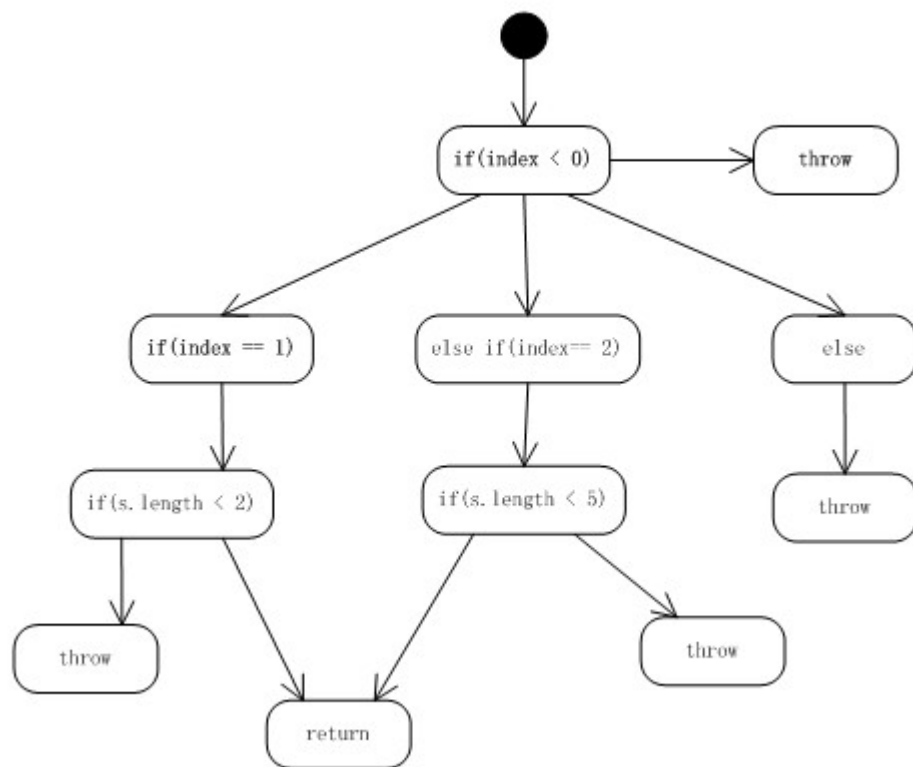 if(index < 0)
throw
if(index == 1)
else if(index== 2)
else
if(s.length < 2)
if(s.length < 5)
throw
throw
throw
return